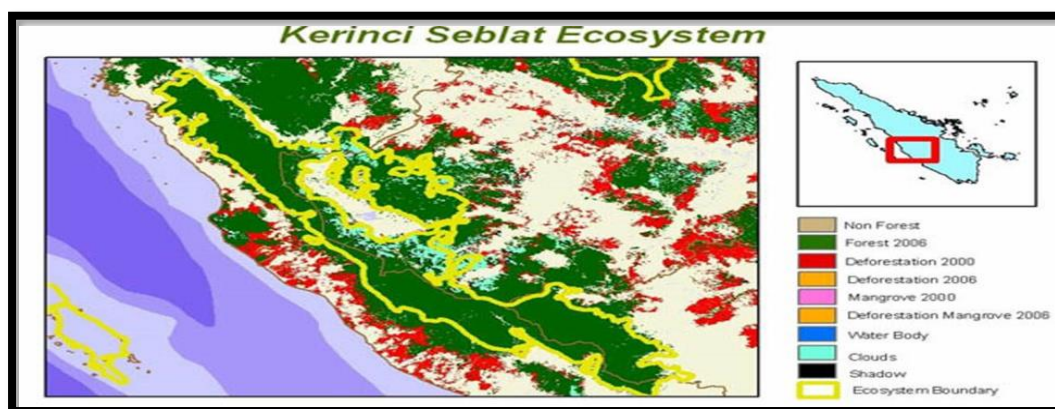 Kerinci Seblat Ecosystem
Non Forest
Forest 2006
Deforestation 2000
Deforestation 2006
Mangrove 2000
Deforestation Mangrove 2006
Water Body
Clouds
Shadow
Ecosystem Boundary